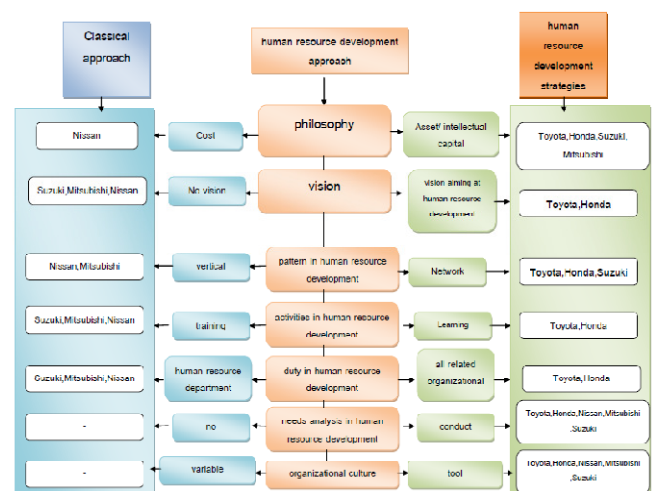 Classical
approach
human resource development
approach
human
resource
development
strategies
Nissan
Cost
philosophy
Asset/ intellectual
capital
Toyota,Honda,Suzuki,
Mitsubishi
Suzuki,Mitsubishi,Nissan
No vision
vision
vision aiming at
human resource
development
Toyota,Honda
Nissan,Mitsubishi
vertical
pattern in human resource
development
Network
Toyota,Honda,Suzuki
Suzuki,Mitsubishi,Nissan
training
activities in human resource
development
Learning
Toyota,Honda
Suzuki,Mitsubishi,Nissan
human resource
department
duty in human resource
development
all related
organizational
Toyota,Honda
-
no
needs analysis in human
resource development
conduct
Toyota,Honda,Nissan,Mitsubishi
,Suzuki
-
variable
organizational culture
tool
Toyota,Honda,Nissan,Mitsubishi
,Suzuki